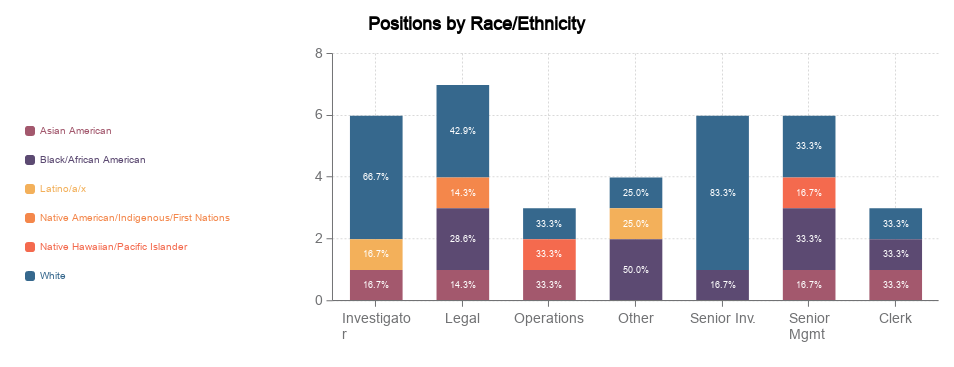 Positions by Race/Ethnicity
Asian American
Black/African American
Latino/a/x
Native American/Indigenous/First Nations
Native Hawaiian/Pacific Islander
White
8
6
4
2
0
66.7%
16.7%
16.7%
42.9%
14.3%
28.6%
14.3%
33.3%
33.3%
33.3%
25.0%
25.0%
50.0%
83.3%
16.7%
33.3%
16.7%
33.3%
16.7%
33.3%
33.3%
33.3%
Investigato
r
Legal
Operations
Other
Senior Inv.
Senior
Mgmt
Clerk